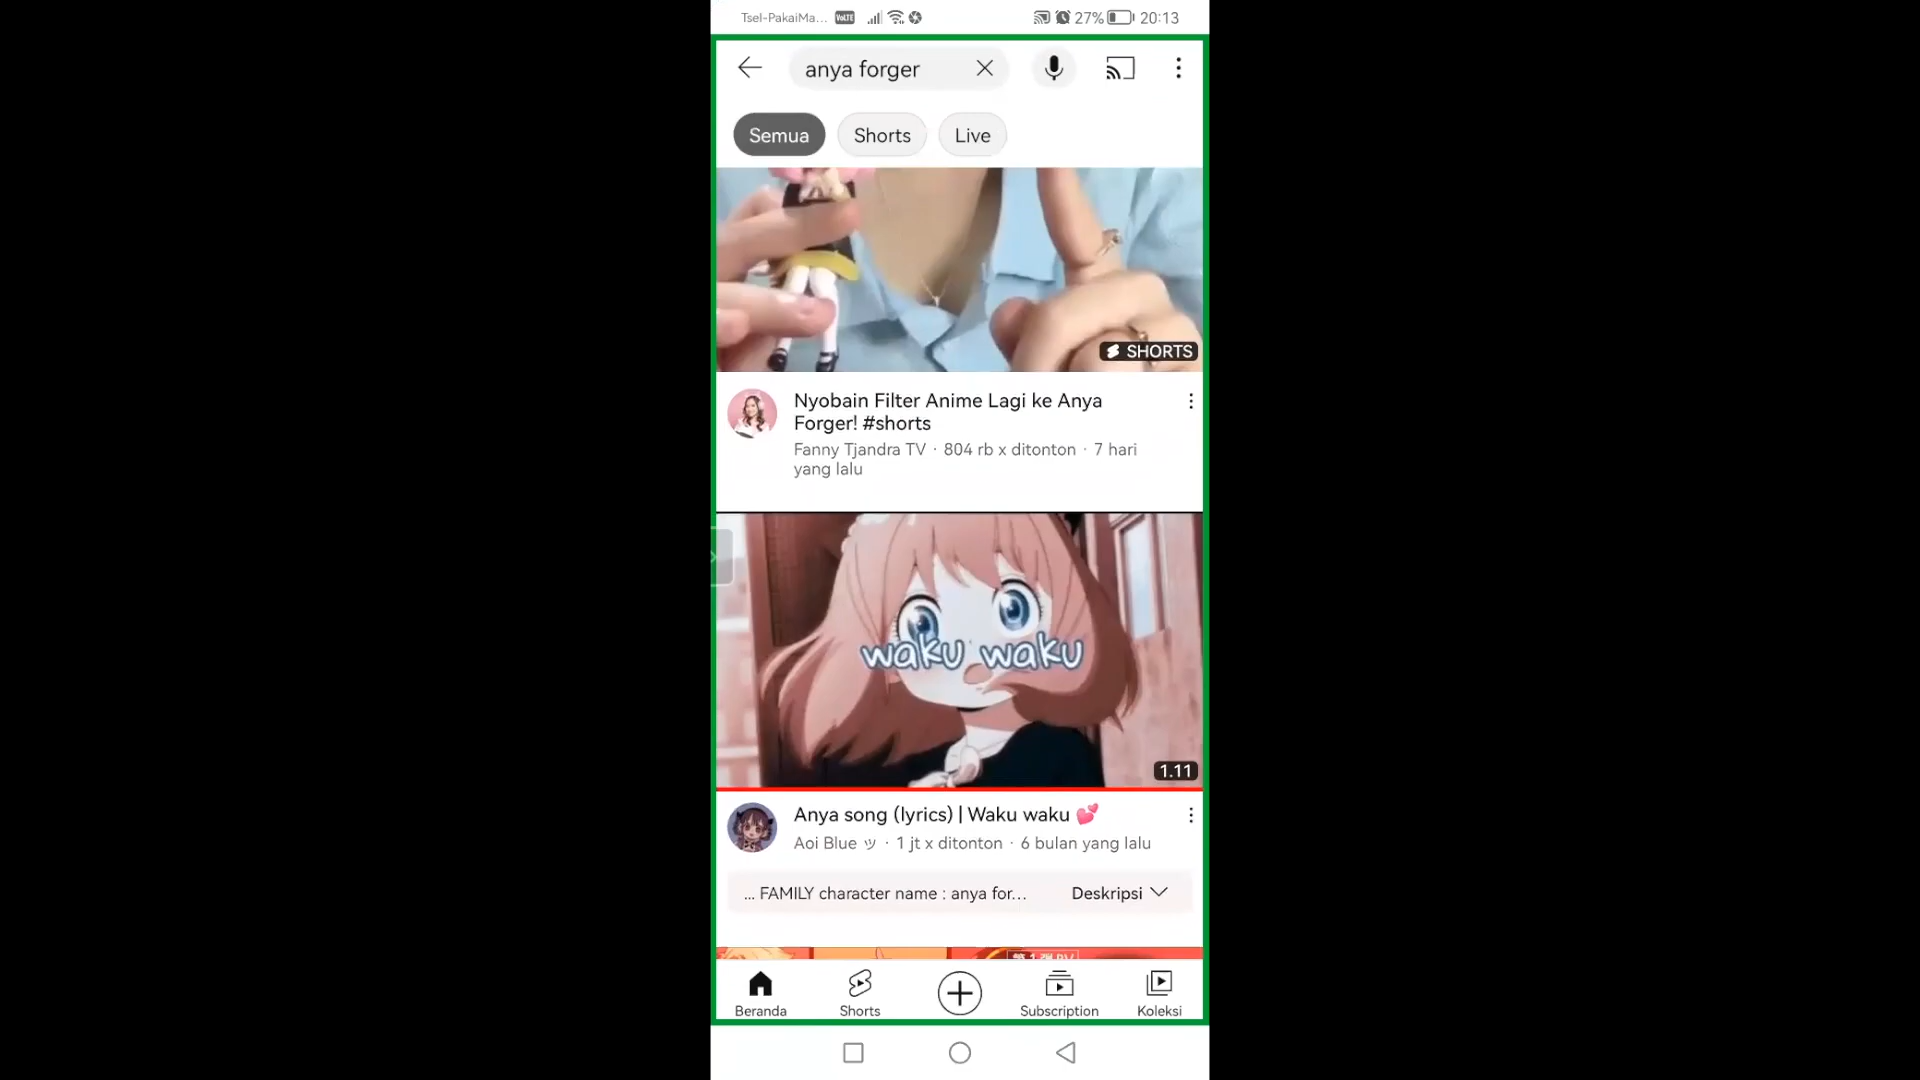 Tsel-PakaiMa... VoLTE 27% 20:13
anya forger
Semua Shorts Live
SHORTS
Nyobain Filter Anime Lagi ke Anya
Forger! #shorts
Fanny Tjandra TV · 804 rb x ditonton · 7 hari
yang lalu
waku waku
1.11
Anya song (lyrics) | Waku waku 💕
Aoi Blue ッ · 1 jt x ditonton · 6 bulan yang lalu
... FAMILY character name : anya for... Deskripsi
Beranda Shorts Subscription Koleksi